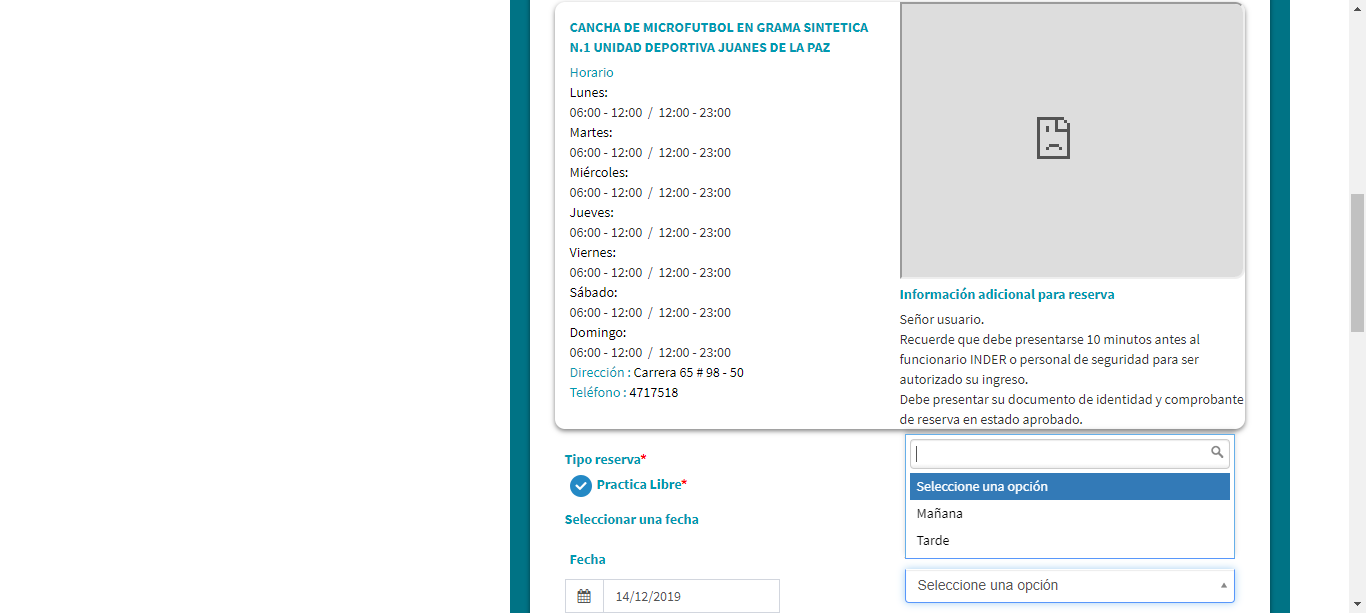 CANCHA DE MICROFUTBOL EN GRAMA SINTETICA
N.1 UNIDAD DEPORTIVA JUANES DE LA PAZ
Horario
Lunes:
06:00 - 12:00 / 12:00 - 23:00
Martes:
06:00 - 12:00 / 12:00 - 23:00
Miércoles:
06:00 - 12:00 / 12:00 - 23:00
Jueves:
06:00 - 12:00 / 12:00 - 23:00
Viernes:
06:00 - 12:00 / 12:00 - 23:00
Sábado:
06:00 - 12:00 / 12:00 - 23:00
Domingo:
06:00 - 12:00 / 12:00 - 23:00
Dirección : Carrera 65 # 98 - 50
Teléfono : 4717518
Información adicional para reserva
Señor usuario.
Recuerde que debe presentarse 10 minutos antes al
funcionario INDER o personal de seguridad para ser
autorizado su ingreso.
Debe presentar su documento de identidad y comprobante
de reserva en estado aprobado.
Tipo reserva*
Practica Libre*
Seleccionar una fecha
Fecha
14/12/2019
Seleccione una opción
Mañana
Tarde
Seleccione una opción